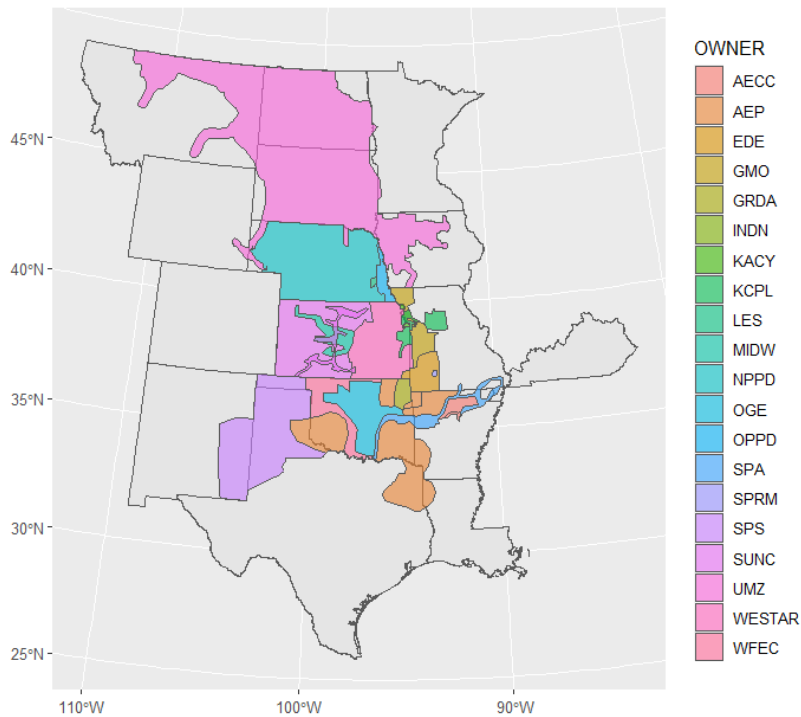 OWNER
AECC
AEP
EDE
GMO
GRDA
INDN
KACY
KCPL
LES
MIDW
NPPD
OGE
OPPD
SPA
SPRM
SPS
SUNC
UMZ
WESTAR
WFEC
45°N
40°N
35°N
30°N
25°N
110°W 100°W 90°W